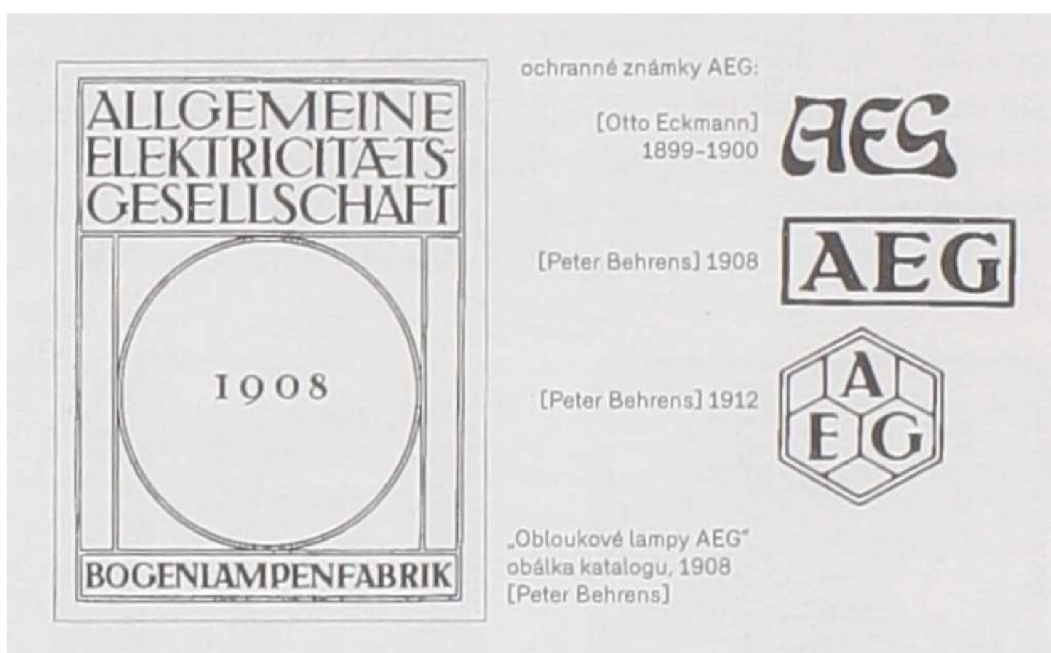 ALLGEMEINE
ELEKTRICITÆTS-
GESELLSCHAFT
1908
BOGENLAMPENFABRIK
ochranné známky AEG:
[Otto Eckmann]
1899–1900
AEG
[Peter Behrens] 1908
AEG
[Peter Behrens] 1912
A
E G
„Obloukové lampy AEG“
obálka katalogu, 1908
[Peter Behrens]